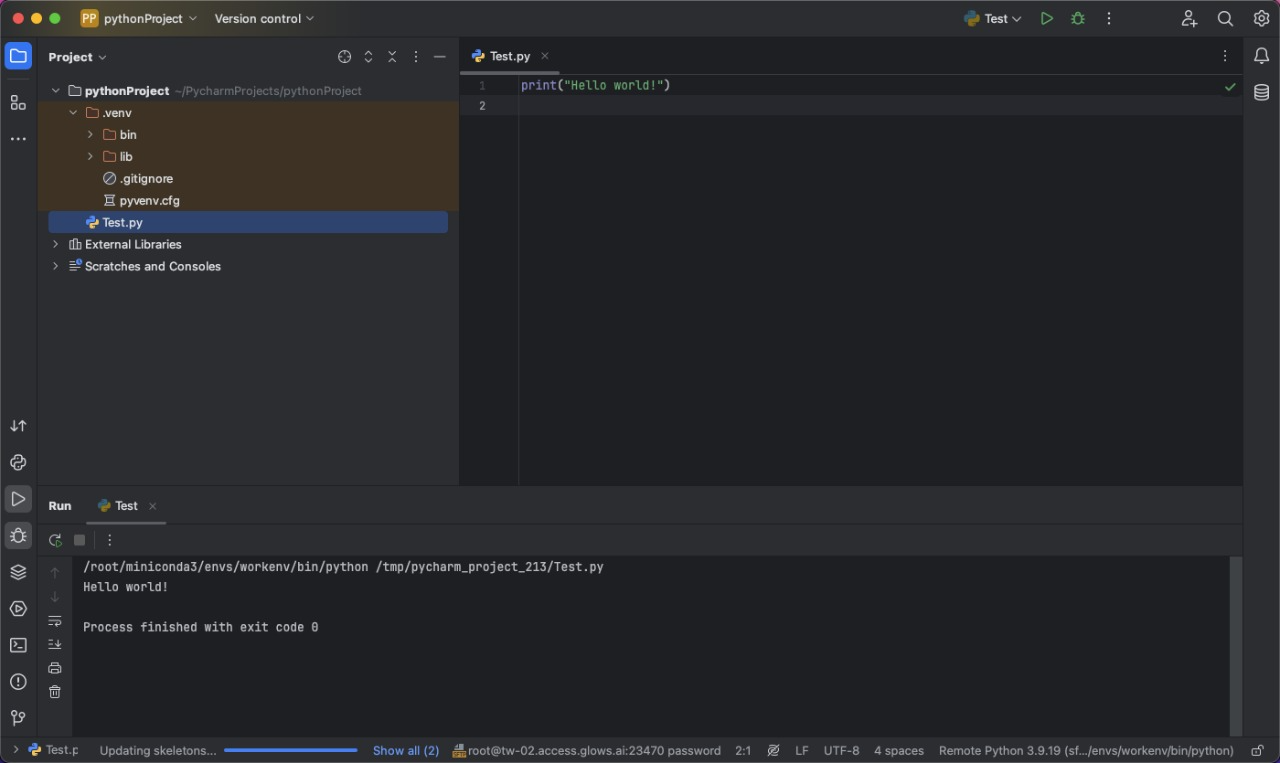 PP pythonProject Version control Test
Project
Test.py
pythonProject ~/PycharmProjects/pythonProject
.venv
bin
lib
.gitignore
pyvenv.cfg
Test.py
External Libraries
Scratches and Consoles
1 print("Hello world!")
2
Run Test
/root/miniconda3/envs/workenv/bin/python /tmp/pycharm_project_213/Test.py
Hello world!
Process finished with exit code 0
Test.p Updating skeletons... Show all (2) root@tw-02.access.glows.ai:23470 password 2:1 LF UTF-8 4 spaces Remote Python 3.9.19 (sf.../envs/workenv/bin/python)